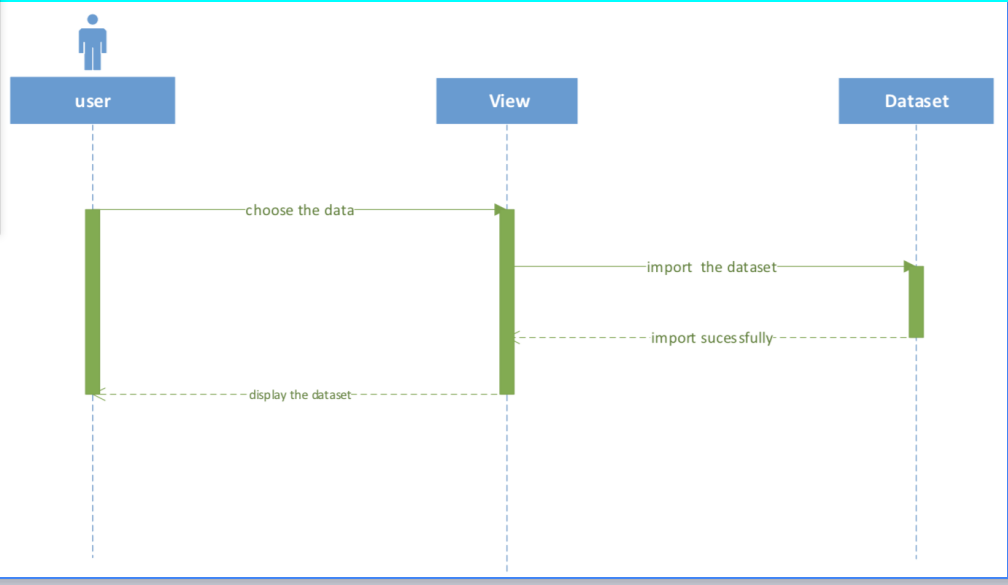 user
View
Dataset
choose the data
import  the dataset
import sucessfully
display the dataset